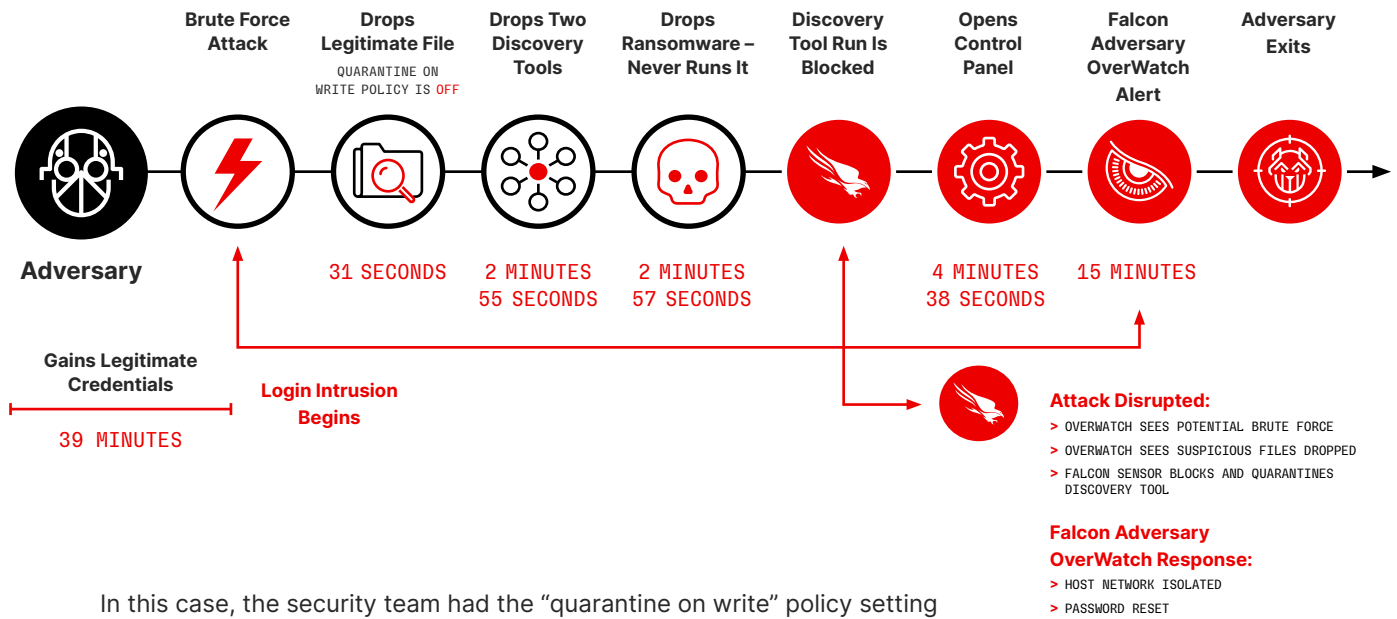 Brute Force
Attack
Drops
Legitimate File
QUARANTINE ON
WRITE POLICY IS OFF
Drops Two
Discovery
Tools
Drops
Ransomware –
Never Runs It
Discovery
Tool Run Is
Blocked
Opens
Control
Panel
Falcon
Adversary
OverWatch
Alert
Adversary
Exits
Adversary
31 SECONDS
2 MINUTES
55 SECONDS
2 MINUTES
57 SECONDS
4 MINUTES
38 SECONDS
15 MINUTES
Gains Legitimate
Credentials
39 MINUTES
Login Intrusion
Begins
Attack Disrupted:
> OVERWATCH SEES POTENTIAL BRUTE FORCE
> OVERWATCH SEES SUSPICIOUS FILES DROPPED
> FALCON SENSOR BLOCKS AND QUARANTINES
DISCOVERY TOOL
Falcon Adversary
OverWatch Response:
> HOST NETWORK ISOLATED
> PASSWORD RESET
In this case, the security team had the “quarantine on write” policy setting